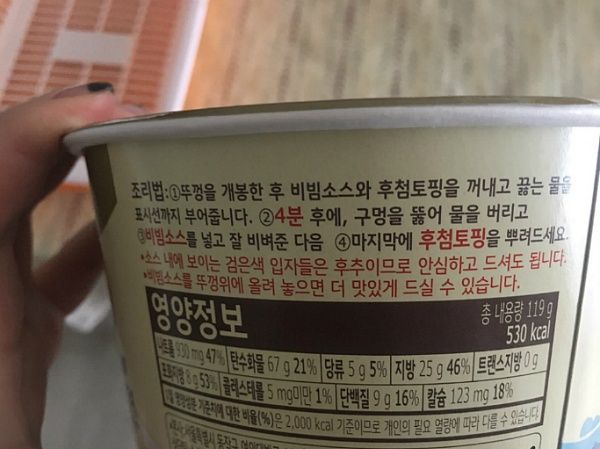 조리법:①뚜껑을 개봉한 후 비빔소스와 후첨토핑을 꺼내고 끓는 물을
표시선까지 부어줍니다. ②4분 후에, 구멍을 뚫어 물을 버리고
③비빔소스를 넣고 잘 비벼준 다음 ④마지막에 후첨토핑을 뿌려드세요.
*소스 내에 보이는 검은색 입자들은 후추이므로 안심하고 드셔도 됩니다.
*비빔소스를 뚜껑위에 올려 놓으면 더 맛있게 드실 수 있습니다.
영양정보
총 내용량 119 g
530 kcal
나트륨 930 mg 47% 탄수화물 67 g 21% 당류 5 g 5% 지방 25 g 46% 트랜스지방 0 g
포화지방 8 g 53% 콜레스테롤 5 mg미만 1% 단백질 9 g 16% 칼슘 123 mg 18%
1일 영양성분 기준치에 대한 비율(%)은 2,000 kcal 기준이므로 개인의 필요 열량에 따라 다를 수 있습니다.